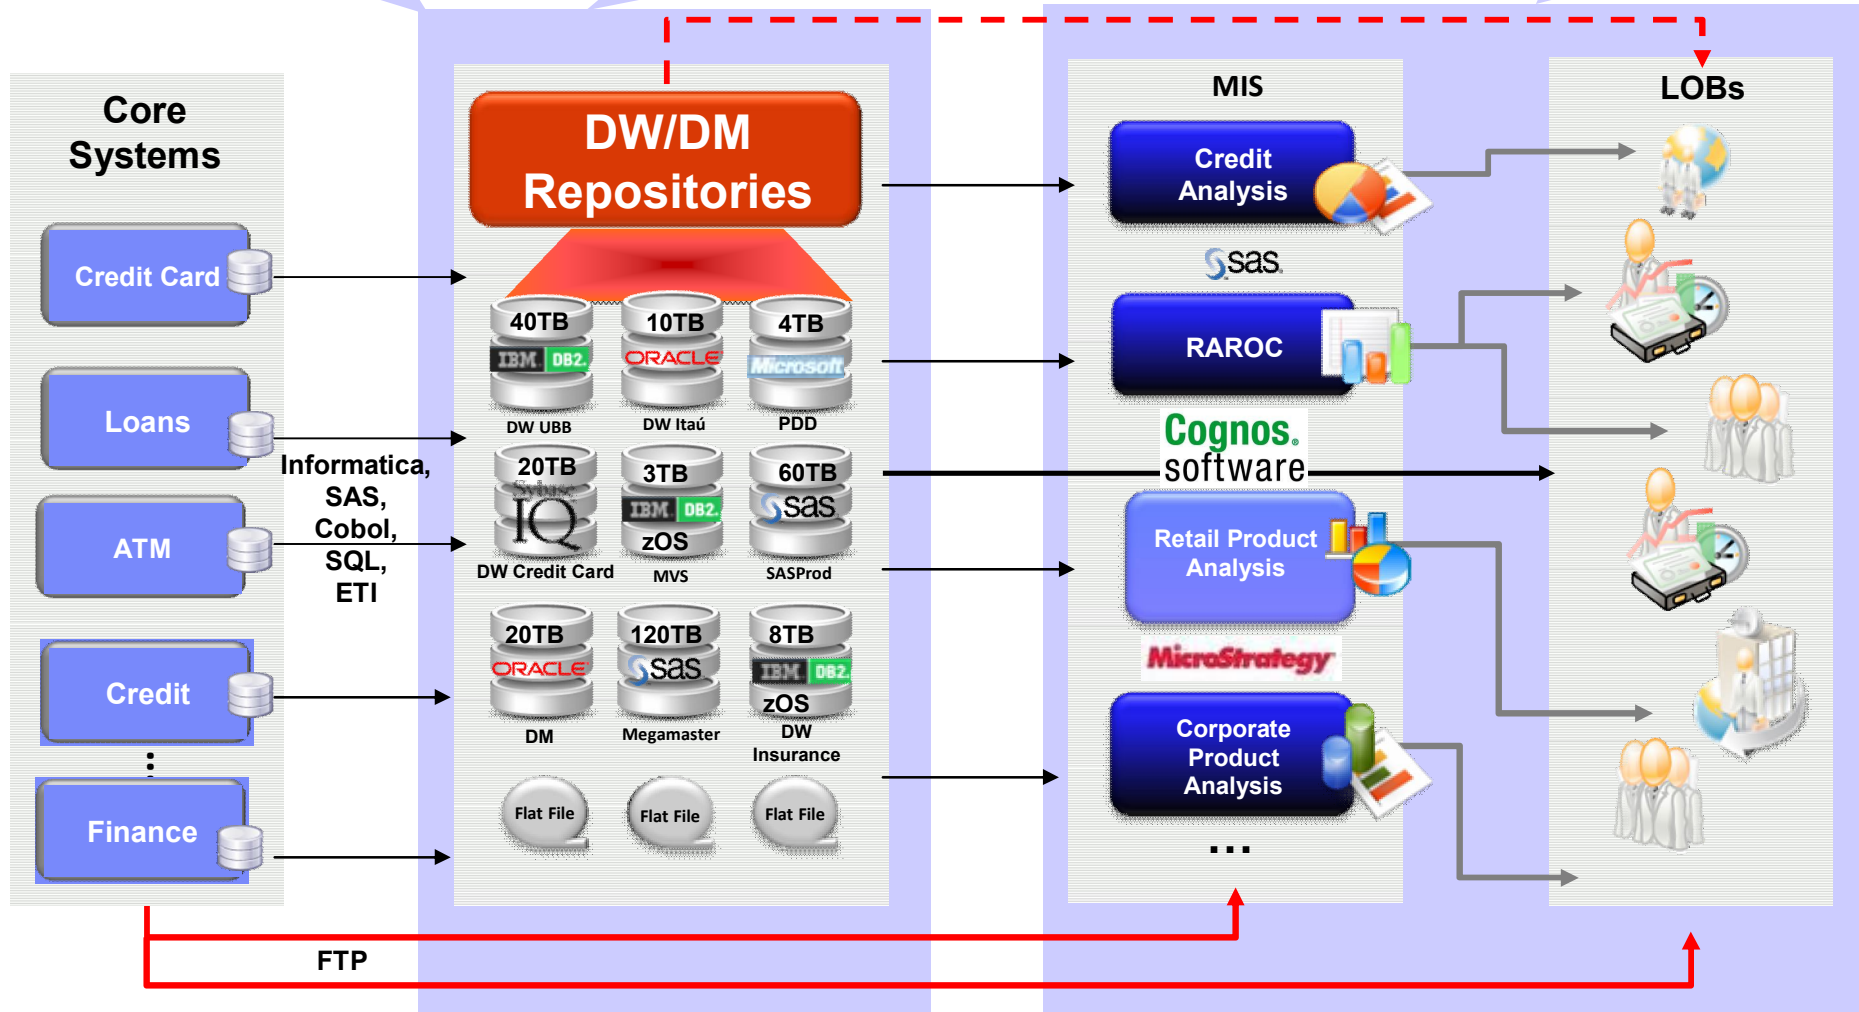 Core
Systems
Credit Card
Loans
ATM
Credit
Finance
Informatica,
SAS,
Cobol,
SQL,
ETI
FTP
DW/DM
Repositories
40TB
IBM DB2.
DW UBB
10TB
ORACLE
DW Itaú
4TB
Microsoft
PDD
20TB
Sybase
IQ
DW Credit Card
3TB
IBM DB2.
zOS
MVS
60TB
sas
SASProd
20TB
ORACLE
DM
120TB
sas
Megamaster
8TB
IBM DB2.
zOS
DW
Insurance
Flat File
Flat File
Flat File
MIS
Credit
Analysis
sas
RAROC
Cognos
software
Retail Product
Analysis
MicroStrategy
Corporate
Product
Analysis
...
LOBs